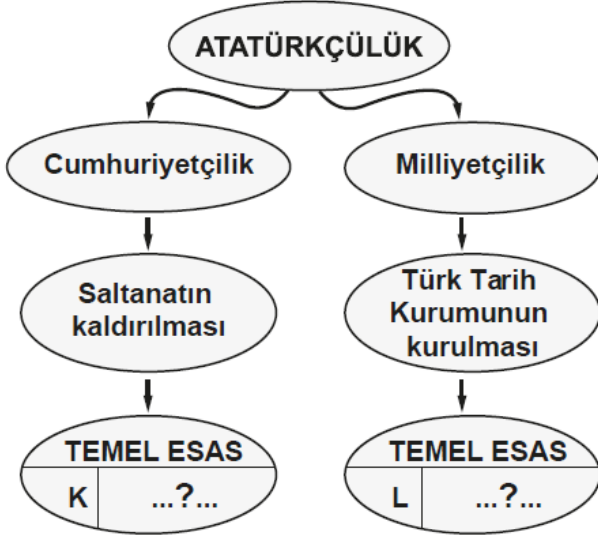 ATATÜRKÇÜLÜK
Cumhuriyetçilik
Milliyetçilik
Saltanatın
kaldırılması
Türk Tarih
Kurumunun
kurulması
TEMEL ESAS
K ...?...
TEMEL ESAS
L ...?...